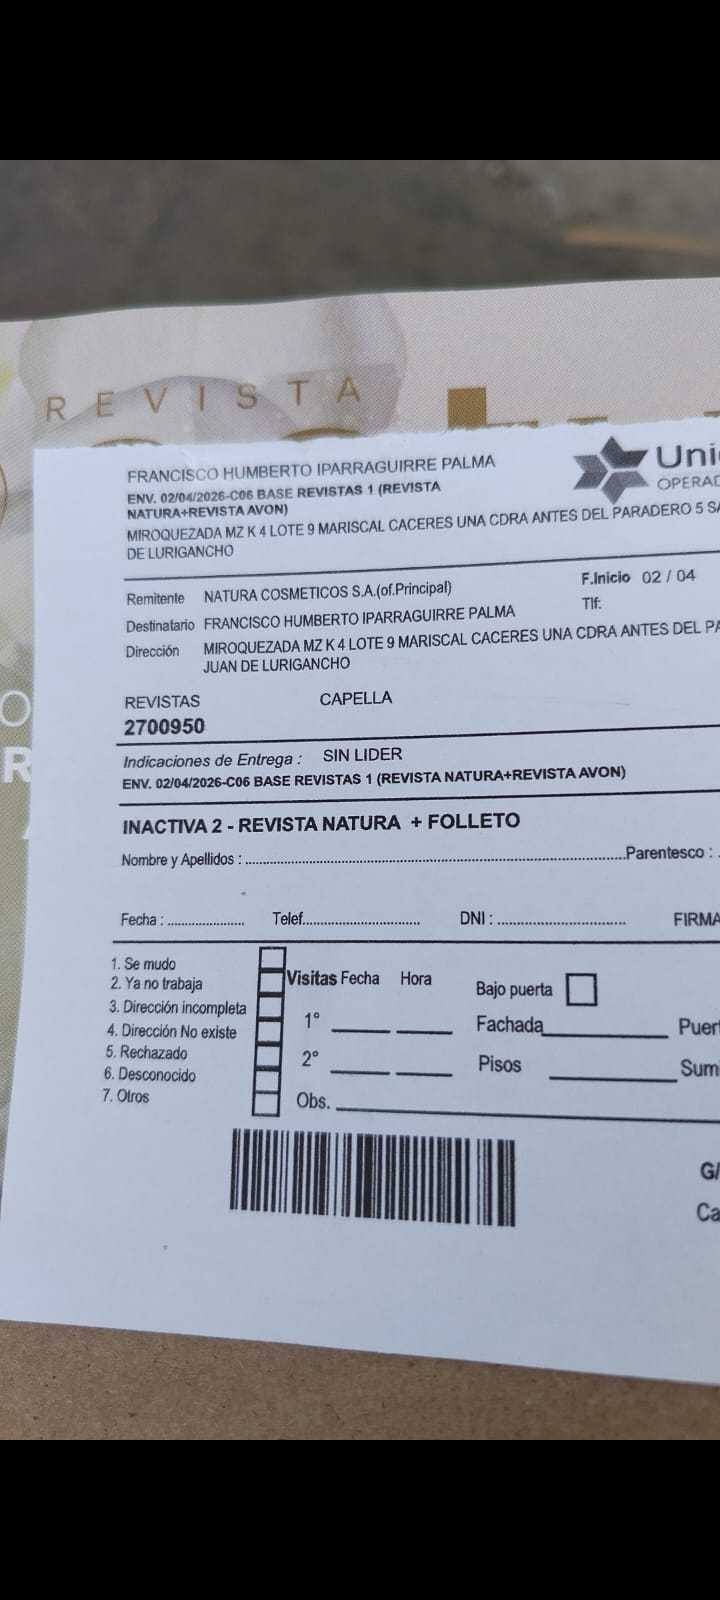 REVISTA
FRANCISCO HUMBERTO IPARRAGUIRRE PALMA
ENV. 02/04/2026-C06 BASE REVISTAS 1 (REVISTA
NATURA+REVISTA AVON)
MIROQUEZADA MZ K 4 LOTE 9 MARISCAL CACERES UNA CDRA ANTES DEL PARADERO 5
DE LURIGANCHO
Remitente NATURA COSMETICOS S.A.(of.Principal)
F.Inicio 02 / 04
Destinatario FRANCISCO HUMBERTO IPARRAGUIRRE PALMA
Tlf:
Dirección MIROQUEZADA MZ K 4 LOTE 9 MARISCAL CACERES UNA CDRA ANTES DEL
JUAN DE LURIGANCHO
REVISTAS CAPELLA
2700950
Indicaciones de Entrega : SIN LIDER
ENV. 02/04/2026-C06 BASE REVISTAS 1 (REVISTA NATURA+REVISTA AVON)
INACTIVA 2 - REVISTA NATURA + FOLLETO
Nombre y Apellidos : ..........................................................................................Parentesco :
Fecha : ...................... Telef................................. DNI : .................................... FIRMA
1. Se mudo
2. Ya no trabaja
3. Dirección incompleta
4. Dirección No existe
5. Rechazado
6. Desconocido
7. Otros
Visitas Fecha Hora
1°
2°
Obs.
Bajo puerta
Fachada
Pisos